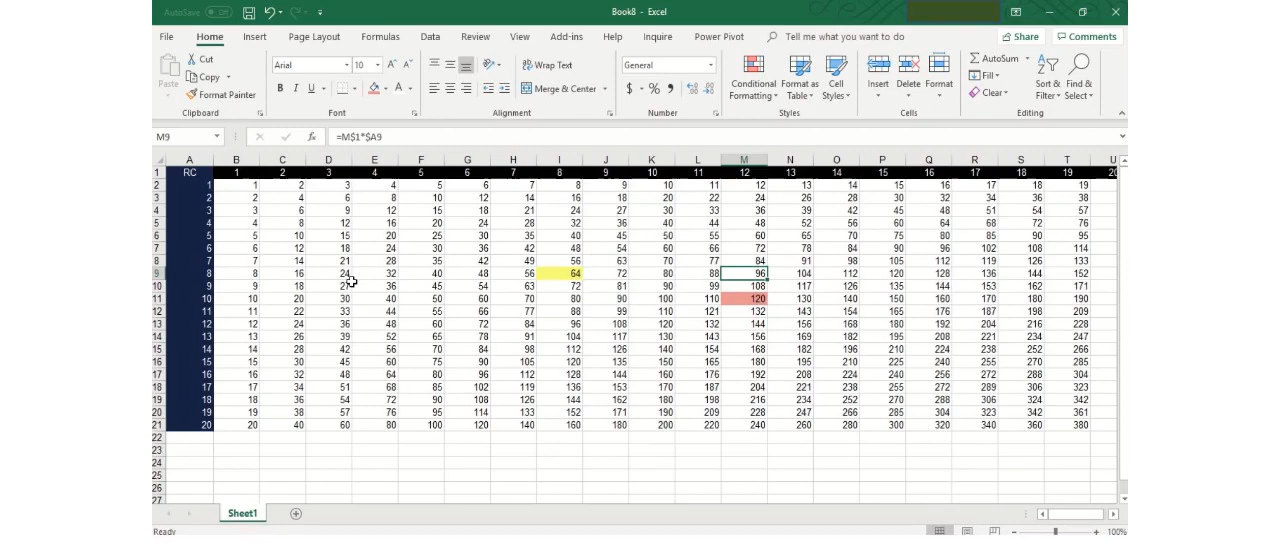 AutoSave Off Book8 - Excel
File Home Insert Page Layout Formulas Data Review View Add-ins Help Inquire Power Pivot Tell me what you want to do Share Comments
Paste Cut Copy Format Painter Clipboard
Arial 10 A A B I U A Font
Wrap Text Merge & Center Alignment
General $ % Number
Conditional Formatting Format as Table Cell Styles Styles
Insert Delete Format Cells
AutoSum Fill Clear Sort & Filter Find & Select Editing
M9 fx =M$1*$A9
A B C D E F G H I J K L M N O P Q R S T U
1 RC 1 2 3 4 5 6 7 8 9 10 11 12 13 14 15 16 17 18 19 20
2 1 1 2 3 4 5 6 7 8 9 10 11 12 13 14 15 16 17 18 19
3 2 2 4 6 8 10 12 14 16 18 20 22 24 26 28 30 32 34 36 38
4 3 3 6 9 12 15 18 21 24 27 30 33 36 39 42 45 48 51 54 57
5 4 4 8 12 16 20 24 28 32 36 40 44 48 52 56 60 64 68 72 76
6 5 5 10 15 20 25 30 35 40 45 50 55 60 65 70 75 80 85 90 95
7 6 6 12 18 24 30 36 42 48 54 60 66 72 78 84 90 96 102 108 114
8 7 7 14 21 28 35 42 49 56 63 70 77 84 91 98 105 112 119 126 133
9 8 8 16 24 32 40 48 56 64 72 80 88 96 104 112 120 128 136 144 152
10 9 9 18 27 36 45 54 63 72 81 90 99 108 117 126 135 144 153 162 171
11 10 10 20 30 40 50 60 70 80 90 100 110 120 130 140 150 160 170 180 190
12 11 11 22 33 44 55 66 77 88 99 110 121 132 143 154 165 176 187 198 209
13 12 12 24 36 48 60 72 84 96 108 120 132 144 156 168 180 192 204 216 228
14 13 13 26 39 52 65 78 91 104 117 130 143 156 169 182 195 208 221 234 247
15 14 14 28 42 56 70 84 98 112 126 140 154 168 182 196 210 224 238 252 266
16 15 15 30 45 60 75 90 105 120 135 150 165 180 195 210 225 240 255 270 285
17 16 16 32 48 64 80 96 112 128 144 160 176 192 208 224 240 256 272 288 304
18 17 17 34 51 68 85 102 119 136 153 170 187 204 221 238 255 272 289 306 323
19 18 18 36 54 72 90 108 126 144 162 180 198 216 234 252 270 288 306 324 342
20 19 19 38 57 76 95 114 133 152 171 190 209 228 247 266 285 304 323 342 361
21 20 20 40 60 80 100 120 140 160 180 200 220 240 260 280 300 320 340 360 380
22
23
24
25
26
27
Sheet1
Ready 100%